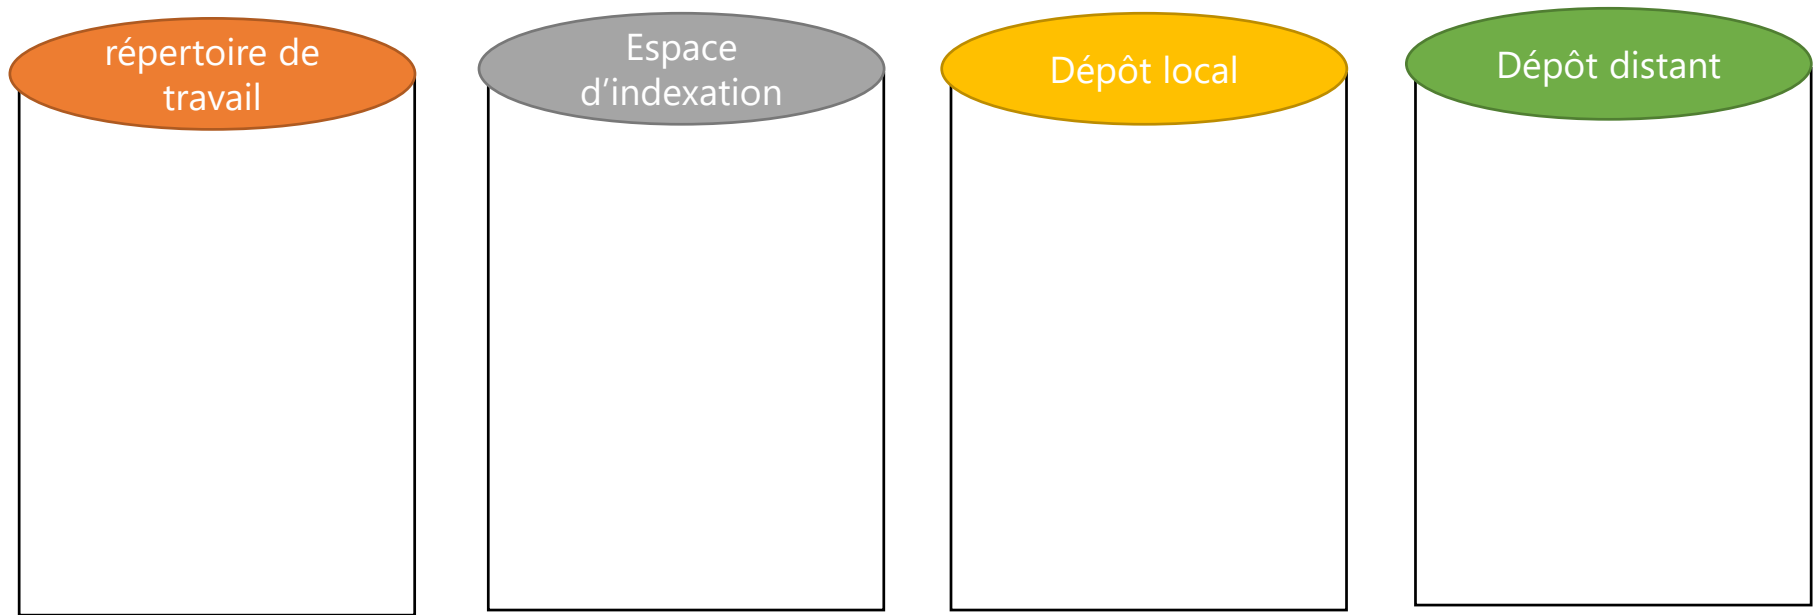 répertoire de
travail
Espace
d’indexation
Dépôt local
Dépôt distant